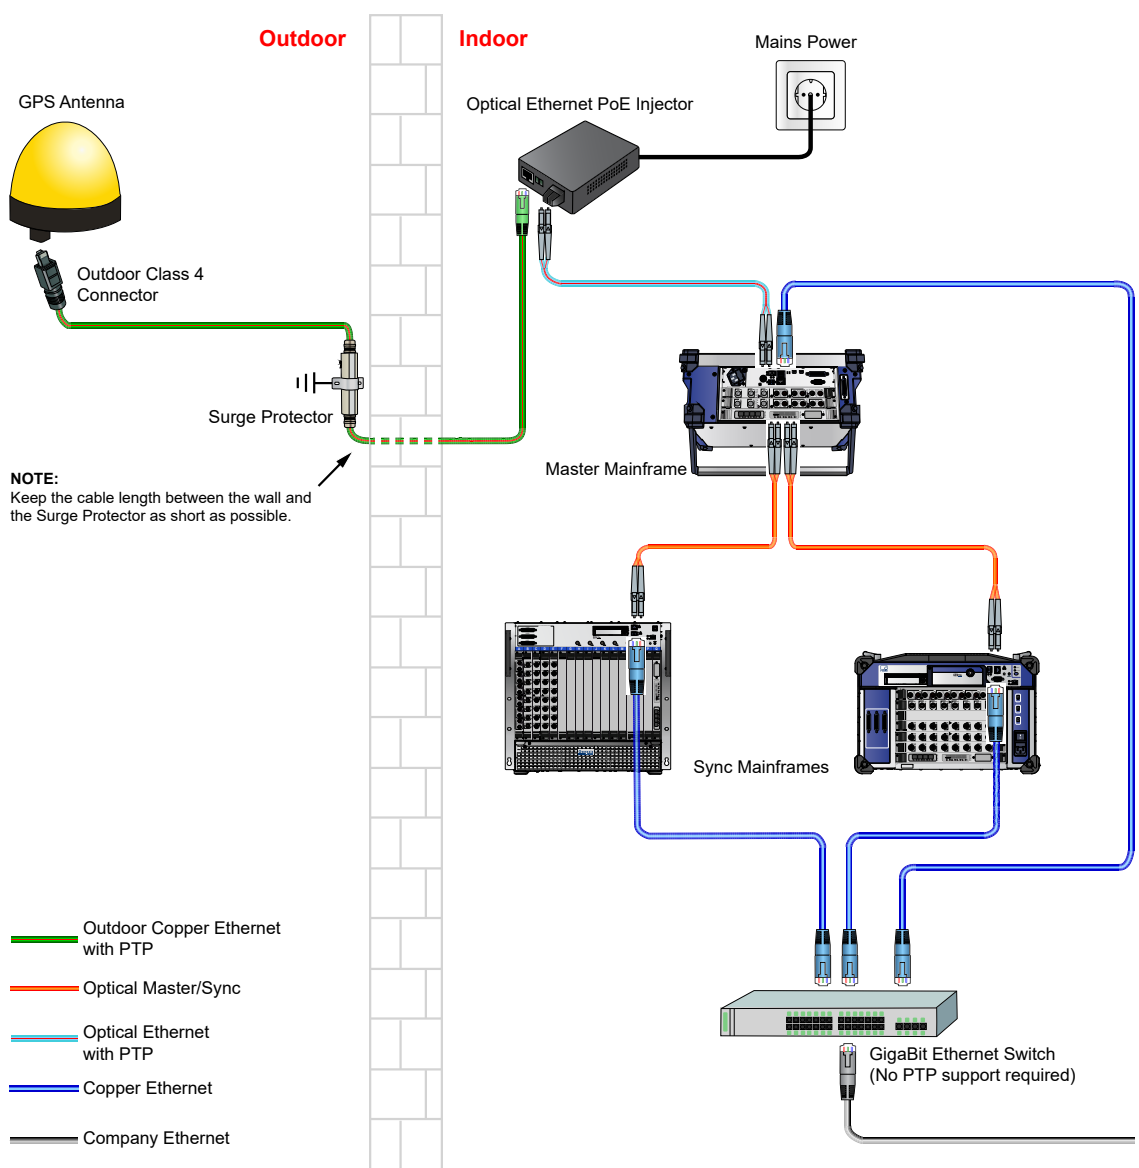 Outdoor
Indoor
Mains Power
GPS Antenna
Optical Ethernet PoE Injector
Outdoor Class 4
Connector
Surge Protector
Master Mainframe
NOTE:
Keep the cable length between the wall and
the Surge Protector as short as possible.
Sync Mainframes
Outdoor Copper Ethernet
with PTP
Optical Master/Sync
Optical Ethernet
with PTP
GigaBit Ethernet Switch
(No PTP support required)
Copper Ethernet
Company Ethernet